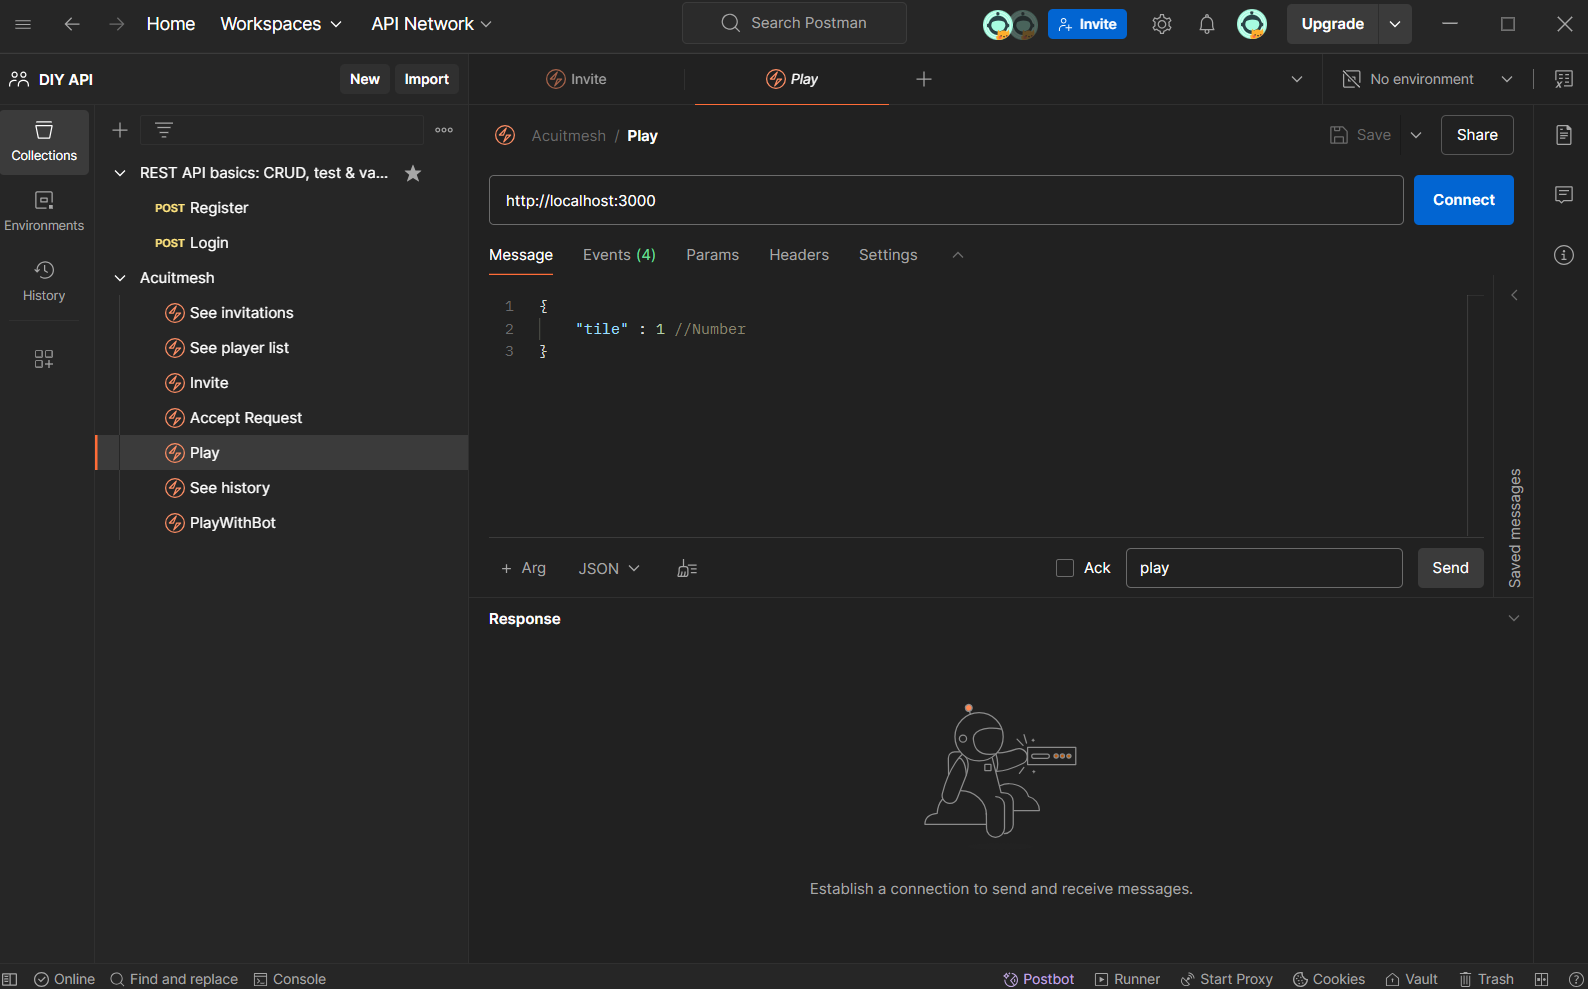 Home Workspaces API Network Search Postman Invite Upgrade
DIY API New Import Invite Play No environment
Collections
Environments
History
REST API basics: CRUD, test & va...
POST Register
POST Login
Acuitmesh
See invitations
See player list
Invite
Accept Request
Play
See history
PlayWithBot
Acuitmesh / Play Save Share
http://localhost:3000 Connect
Message Events (4) Params Headers Settings
1 {
2 "tile" : 1 //Number
3 }
Saved messages
+ Arg JSON Ack play Send
Response
Establish a connection to send and receive messages.
Online Find and replace Console Postbot Runner Start Proxy Cookies Vault Trash